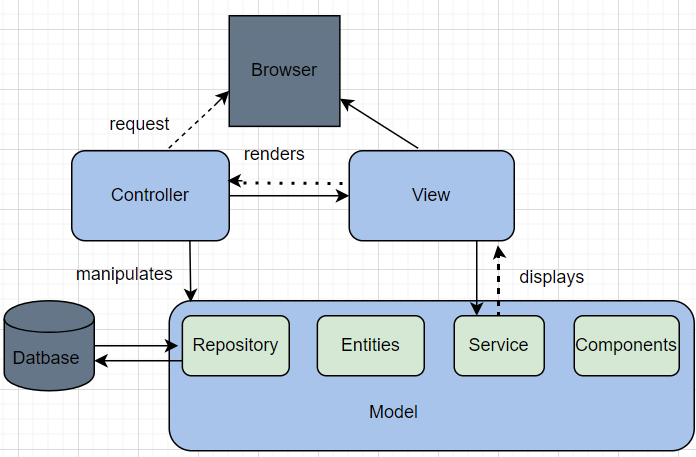 Browser
request
renders
Controller
View
manipulates
displays
Datbase
Repository
Entities
Service
Components
Model